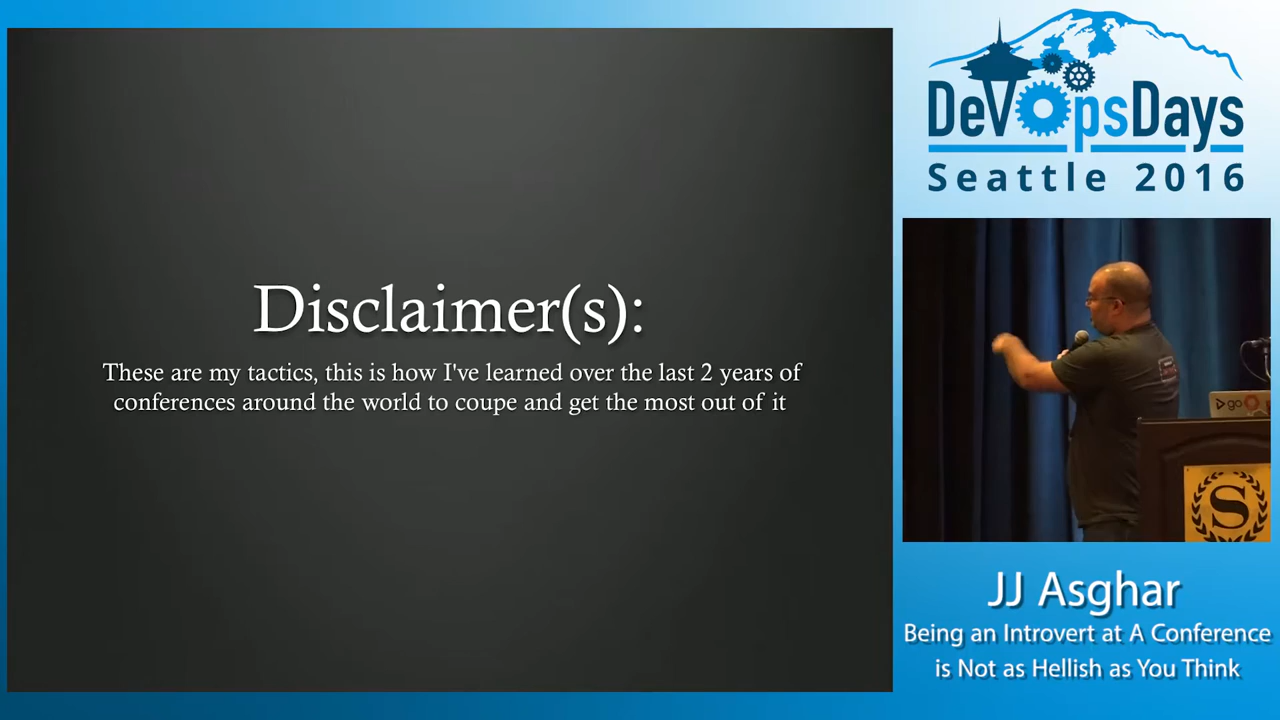 Disclaimer(s):
These are my tactics, this is how I've learned over the last 2 years of
conferences around the world to coupe and get the most out of it
DevOpsDays
Seattle 2016
go
S
JJ Asghar
Being an Introvert at A Conference
is Not as Hellish as You Think